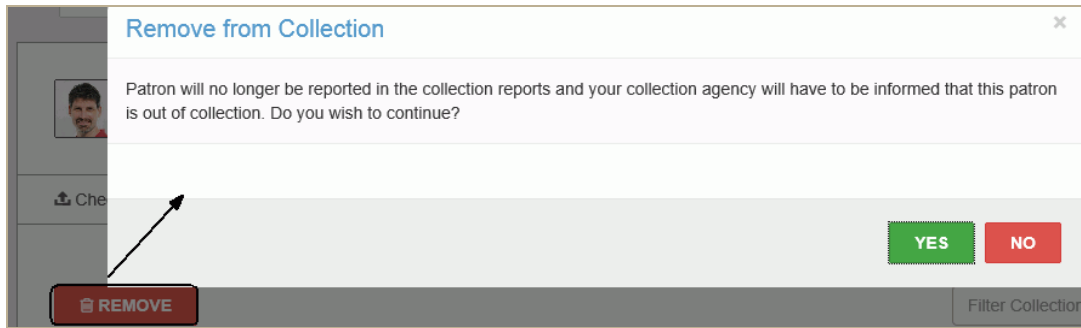 Remove from Collection
×
Patron will no longer be reported in the collection reports and your collection agency will have to be informed that this patron
is out of collection. Do you wish to continue?
Che
YES NO
REMOVE
Filter Collection